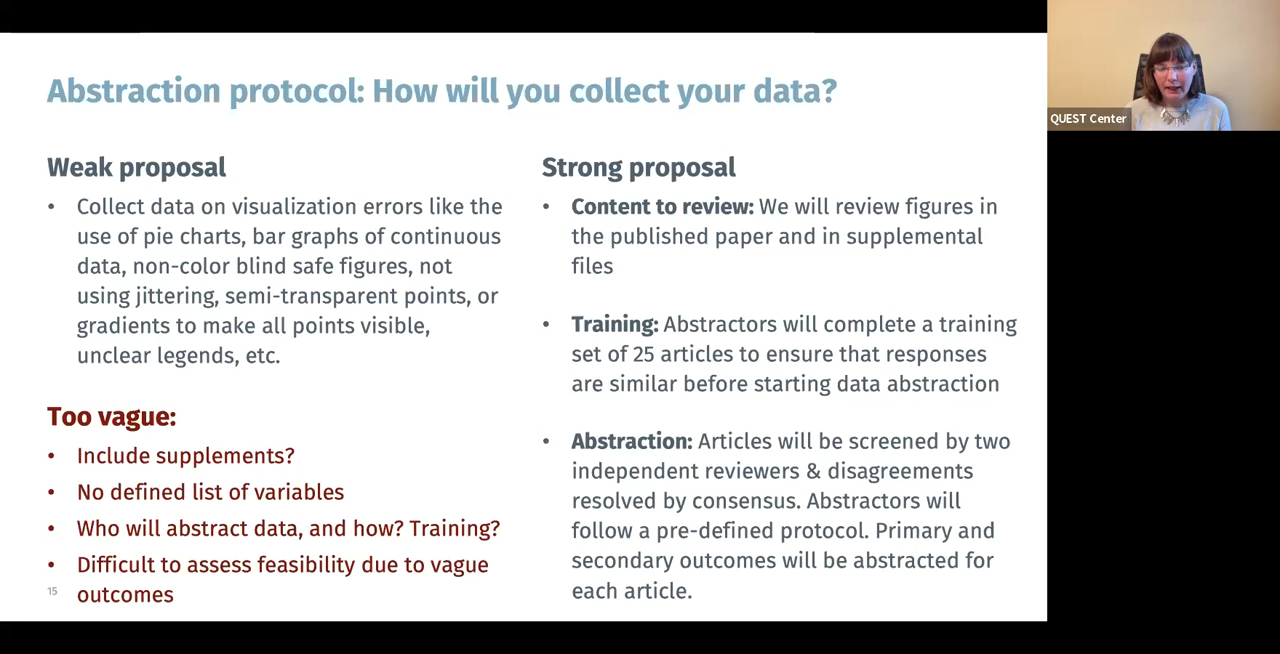 Abstraction protocol: How will you collect your data?
Weak proposal
• Collect data on visualization errors like the
use of pie charts, bar graphs of continuous
data, non-color blind safe figures, not
using jittering, semi-transparent points, or
gradients to make all points visible,
unclear legends, etc.
Too vague:
• Include supplements?
• No defined list of variables
• Who will abstract data, and how? Training?
• Difficult to assess feasibility due to vague
outcomes
15
Strong proposal
• Content to review: We will review figures in
the published paper and in supplemental
files
• Training: Abstractors will complete a training
set of 25 articles to ensure that responses
are similar before starting data abstraction
• Abstraction: Articles will be screened by two
independent reviewers & disagreements
resolved by consensus. Abstractors will
follow a pre-defined protocol. Primary and
secondary outcomes will be abstracted for
each article.
QUEST Center